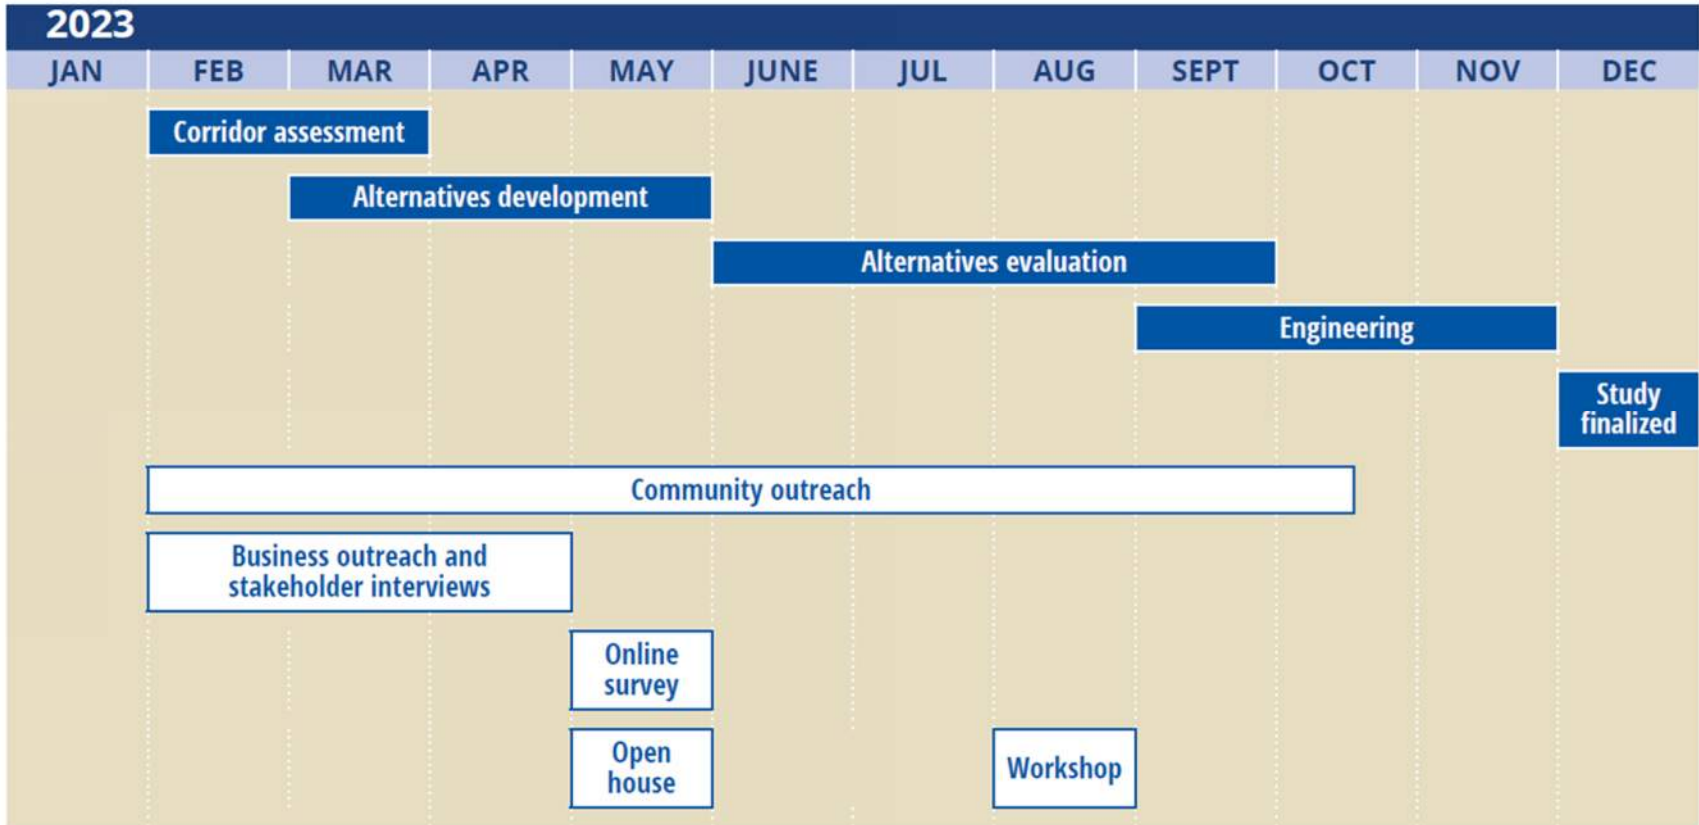 2023
JAN FEB MAR APR MAY JUNE JUL AUG SEPT OCT NOV DEC
Corridor assessment
Alternatives development
Alternatives evaluation
Engineering
Study
finalized
Community outreach
Business outreach and
stakeholder interviews
Online
survey
Open
house
Workshop